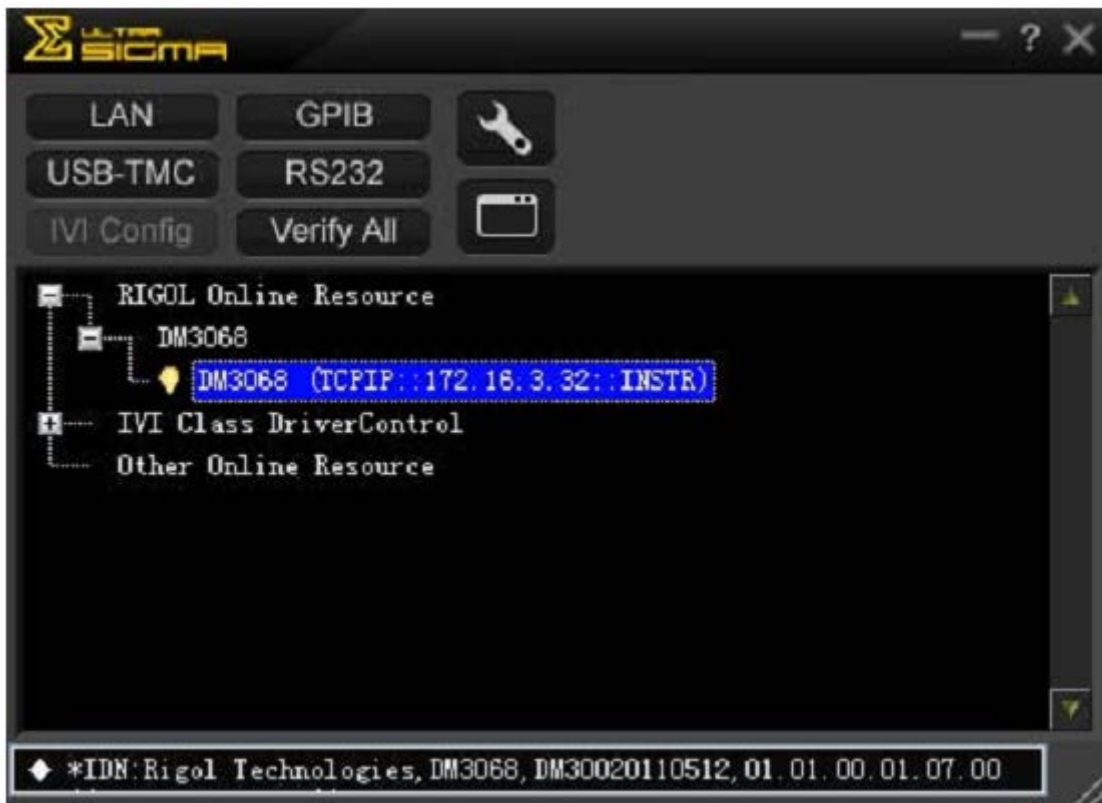 ULTRA
SIGMA
?
LAN
GPIB
USB-TMC
RS232
IVI Config
Verify All
RIGOL Online Resource
DM3068
DM3068 (TCPIP::172.16.3.32::INSTR)
IVI Class DriverControl
Other Online Resource
*IDN:Rigol Technologies,DM3068,DM30020110512,01.01.00.01.07.00